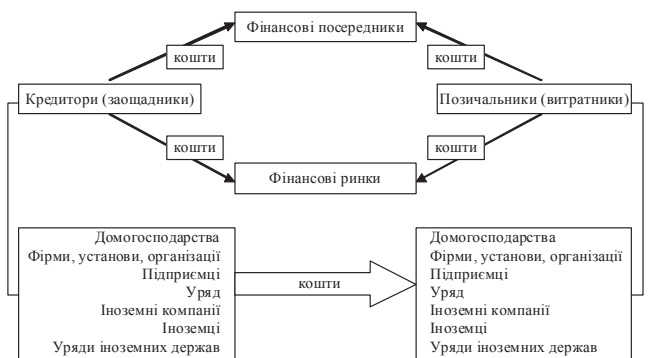 Фінансові посередники
кошти
кошти
Кредитори (заощадники)
Позичальники (витратники)
кошти
кошти
Фінансові ринки
Домогосподарства
Фірми, установи, організації
Підприємці
Уряд
Іноземні компанії
Іноземці
Уряди іноземних держав
кошти
Домогосподарства
Фірми, установи, організації
Підприємці
Уряд
Іноземні компанії
Іноземці
Уряди іноземних держав